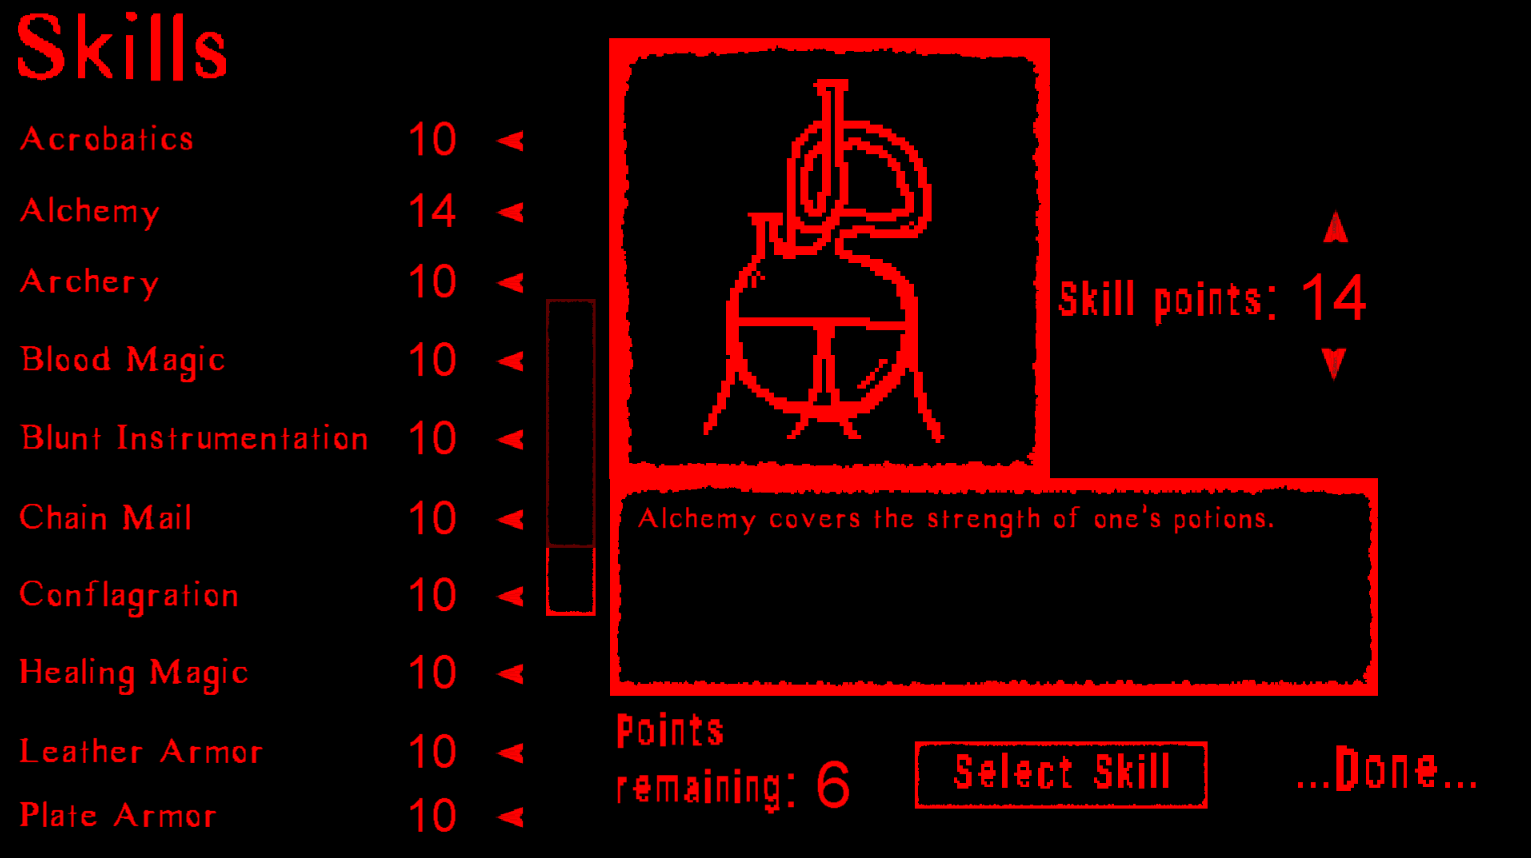 Skills
Acrobatics 10
Alchemy 14
Archery 10
Blood Magic 10
Blunt Instrumentation 10
Chain Mail 10
Conflagration 10
Healing Magic 10
Leather Armor 10
Plate Armor 10
Skill points: 14
Alchemy covers the strength of one's potions.
Points
remaining: 6
Select Skill
...Done...